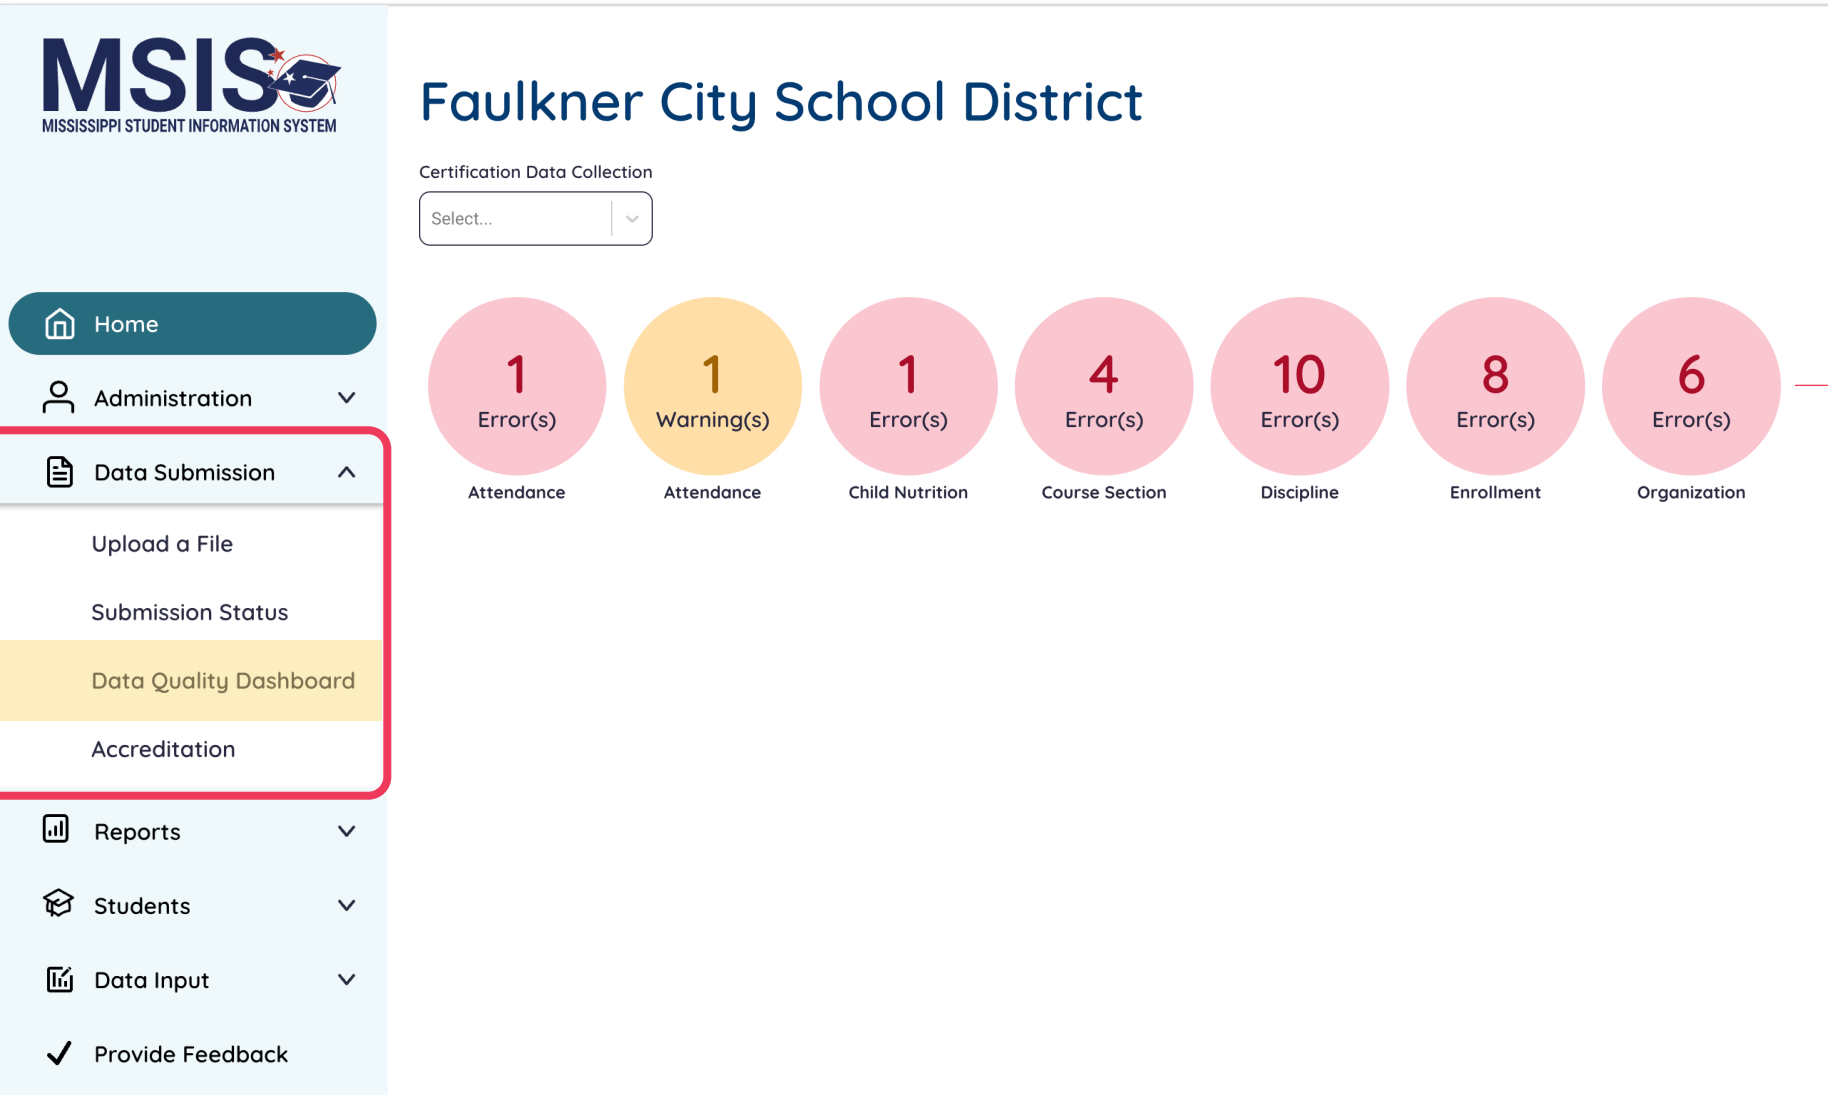 MSIS
MISSISSIPPI STUDENT INFORMATION SYSTEM
Home
Administration
Data Submission
Upload a File
Submission Status
Data Quality Dashboard
Accreditation
Reports
Students
Data Input
Provide Feedback
Faulkner City School District
Certification Data Collection
Select...
1
Error(s)
Attendance
1
Warning(s)
Attendance
1
Error(s)
Child Nutrition
4
Error(s)
Course Section
10
Error(s)
Discipline
8
Error(s)
Enrollment
6
Error(s)
Organization